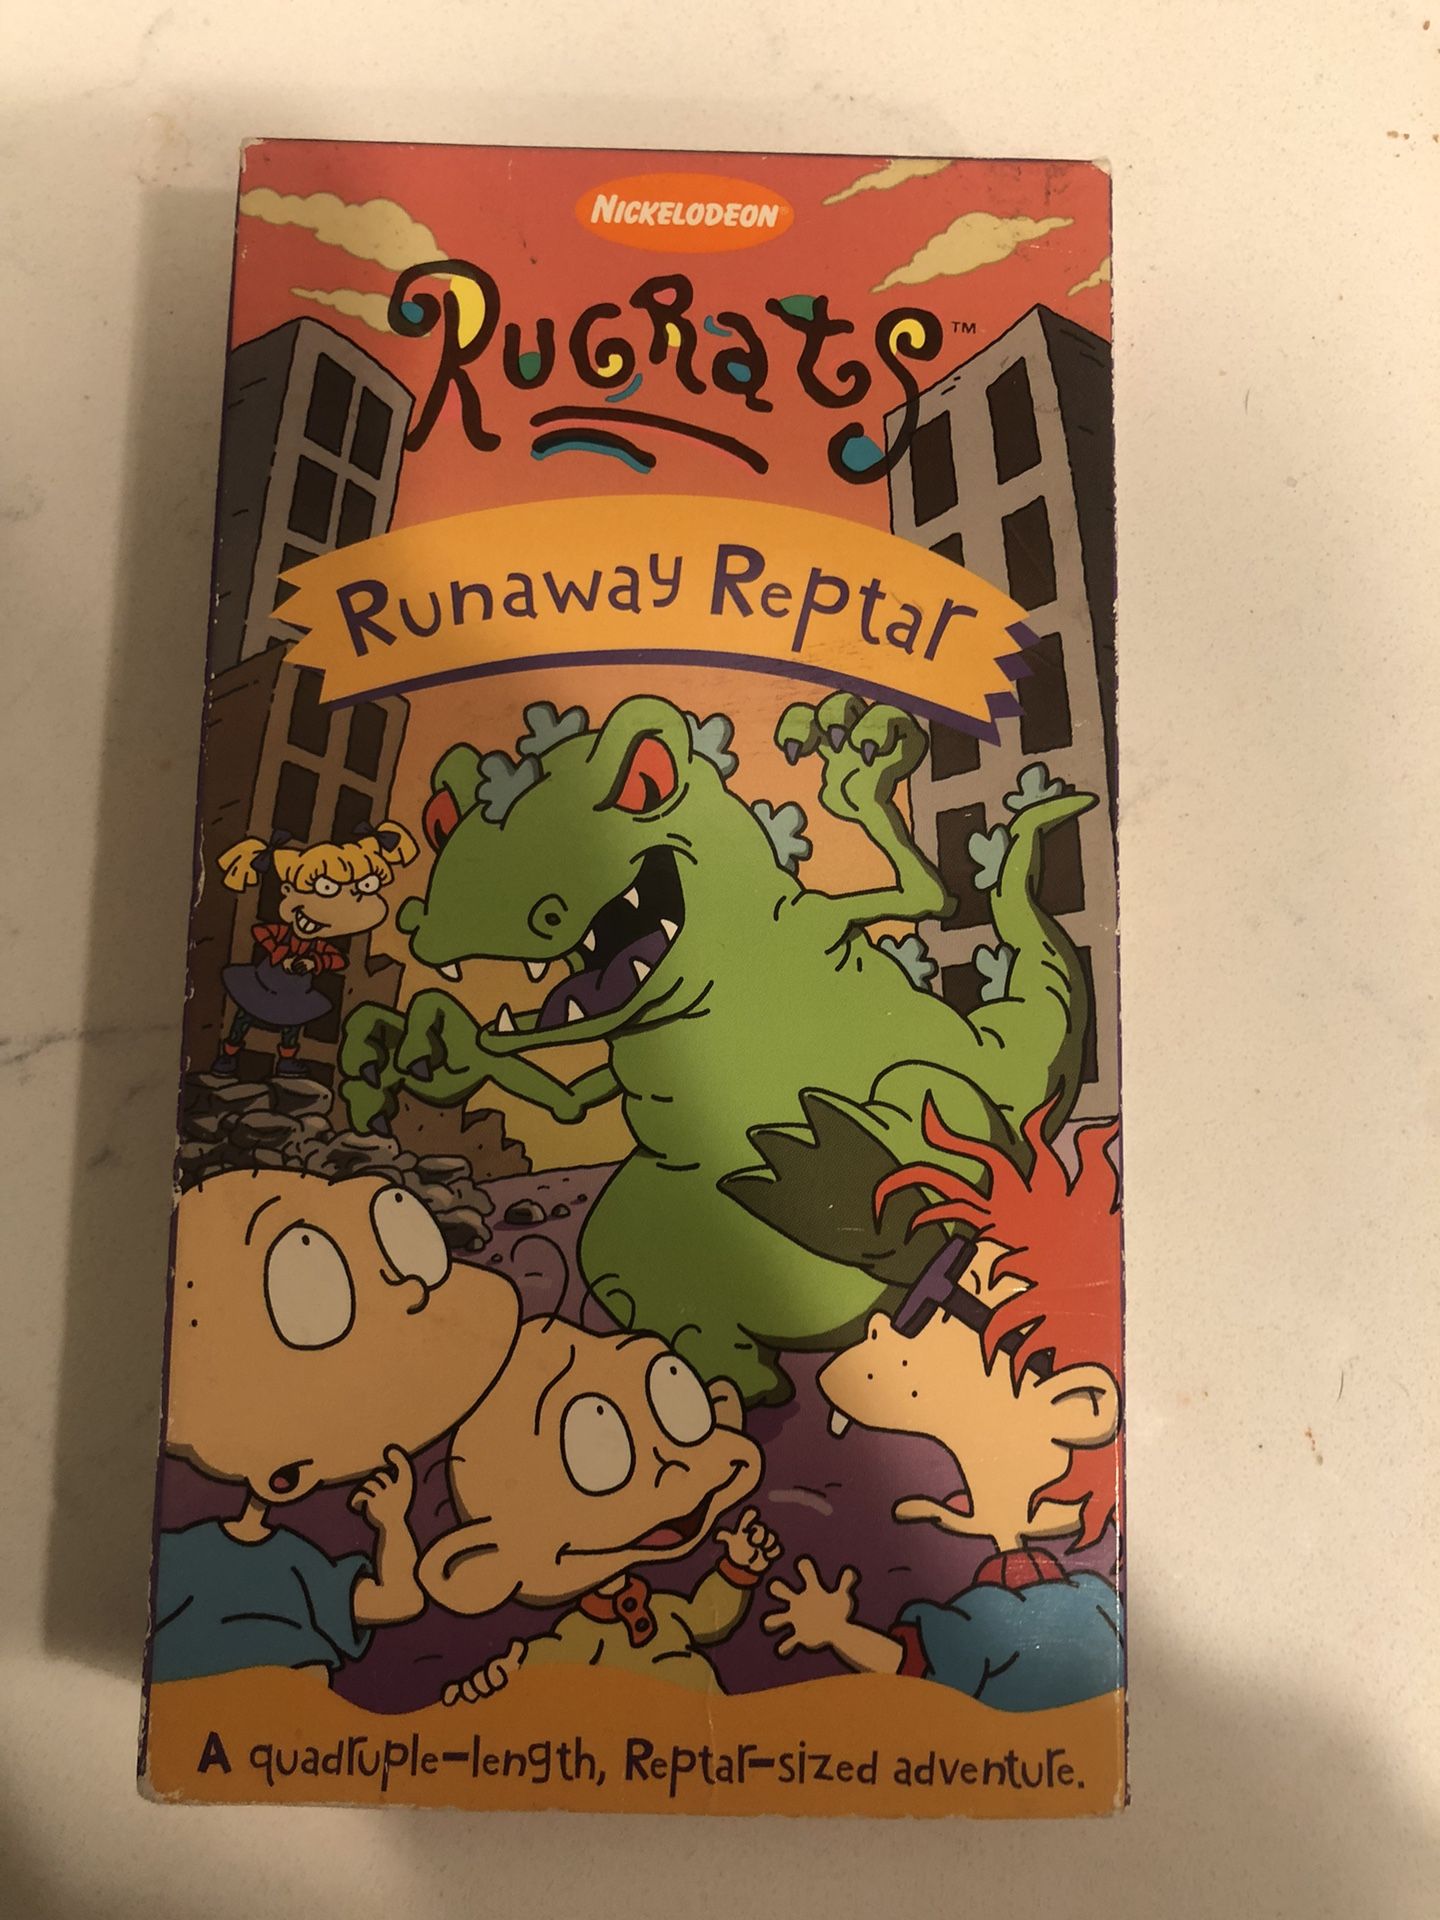 NICKELODEON®
RugRats™
Runaway Reptar
A quadruple-length, Reptar-sized adventure.